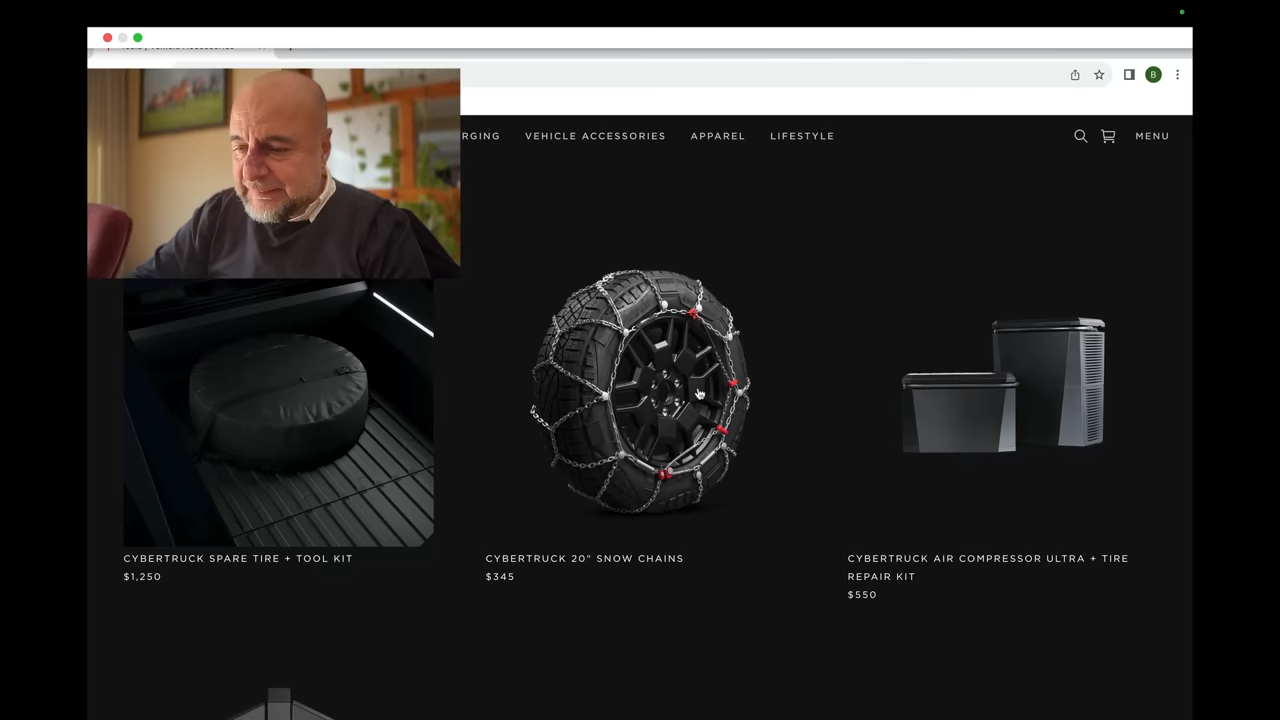 RGING VEHICLE ACCESSORIES APPAREL LIFESTYLE MENU
B
CYBERTRUCK SPARE TIRE + TOOL KIT
$1,250
CYBERTRUCK 20" SNOW CHAINS
$345
CYBERTRUCK AIR COMPRESSOR ULTRA + TIRE
REPAIR KIT
$550